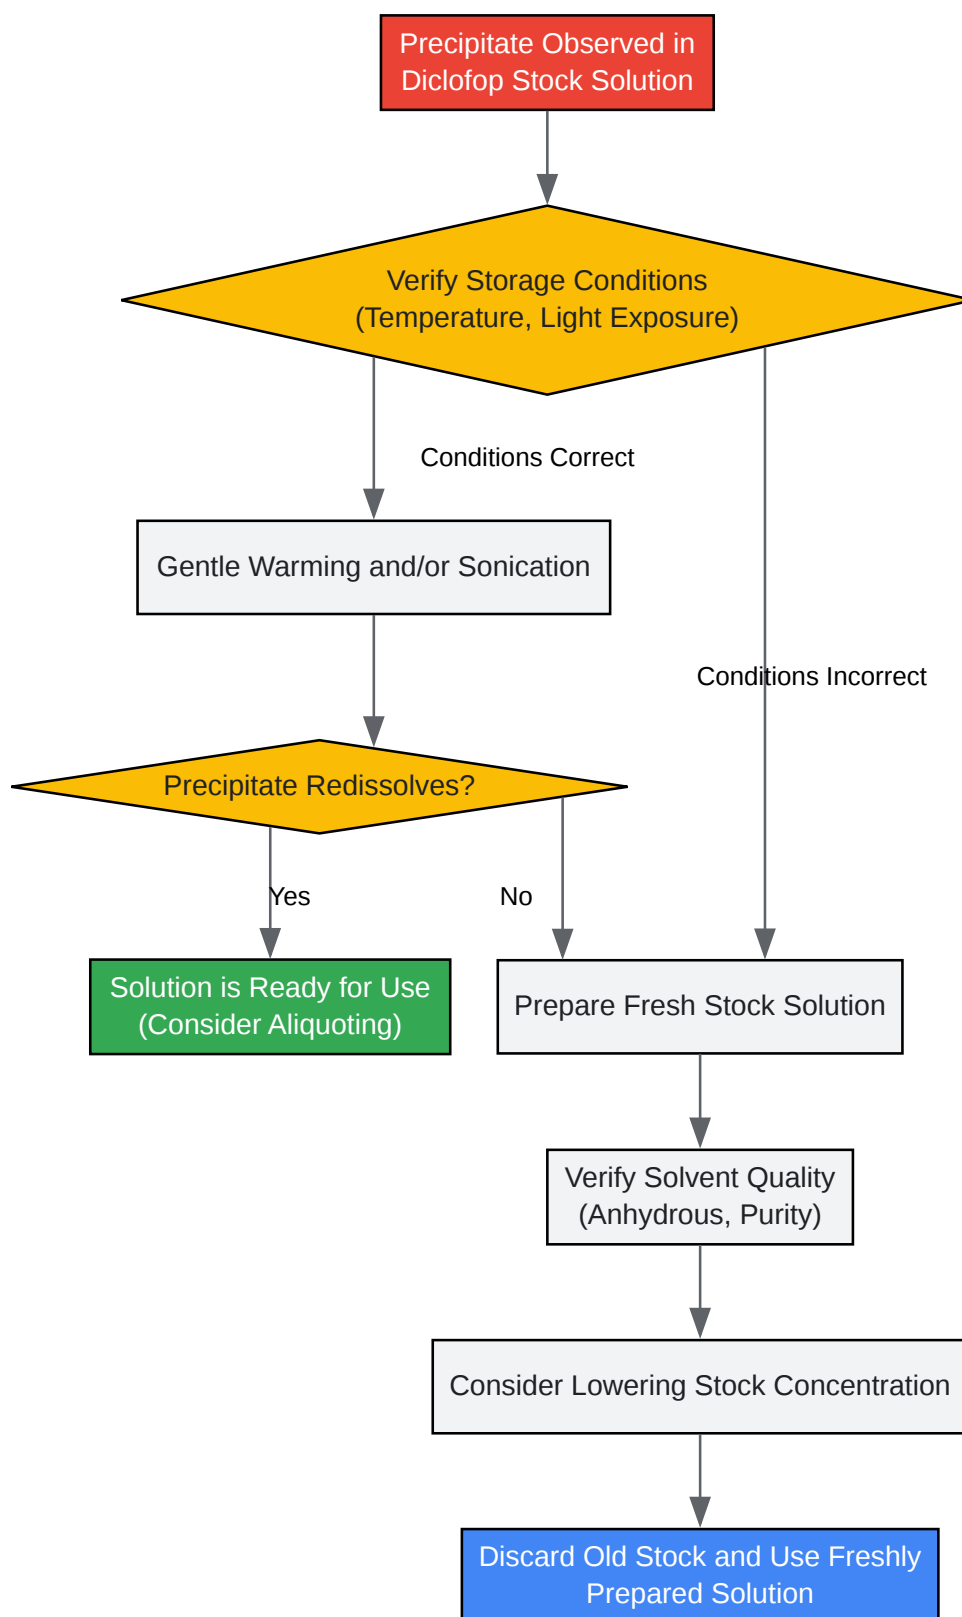 Precipitate Observed in
Diclofop Stock Solution
Verify Storage Conditions
(Temperature, Light Exposure)
Conditions Correct
Gentle Warming and/or Sonication
Conditions Incorrect
Precipitate Redissolves?
Yes
No
Solution is Ready for Use
(Consider Aliquoting)
Prepare Fresh Stock Solution
Verify Solvent Quality
(Anhydrous, Purity)
Consider Lowering Stock Concentration
Discard Old Stock and Use Freshly
Prepared Solution